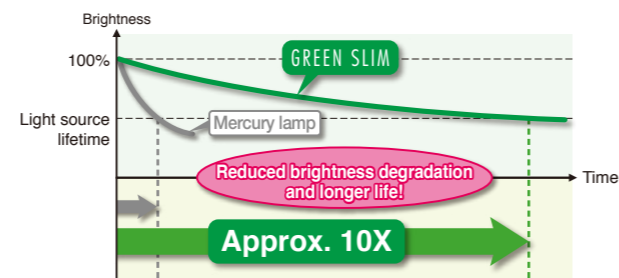 Brightness
100%
GREEN SLIM
Light source
lifetime
Mercury lamp
Reduced brightness degradation
and longer life!
Time
Approx. 10X